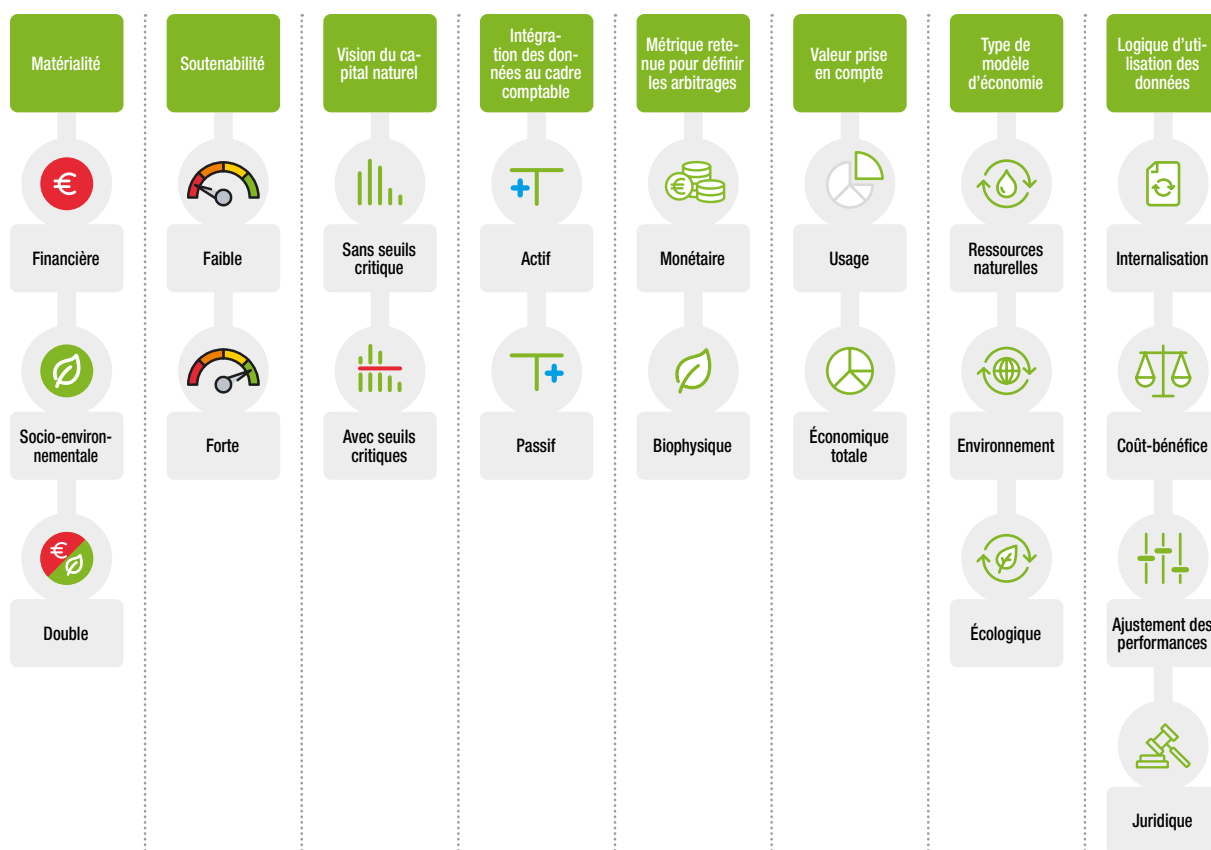 Matérialité
Financière
Socio-environ-
nementale
Double
Soutenabilité
Faible
Forte
Vision du ca-
pital naturel
Sans seuils
critique
Avec seuils
critiques
Intégra-
tion des don-
nées au cadre
comptable
Actif
Passif
Métrique rete-
nue pour définir
les arbitrages
€
Monétaire
Biophysique
Valeur prise
en compte
Usage
Économique
totale
Type de
modèle
d'économie
Ressources
naturelles
Environnement
Écologique
Logique d'uti-
lisation des
données
Internalisation
Coût-bénéfice
Ajustement des
performances
Juridique
€
€